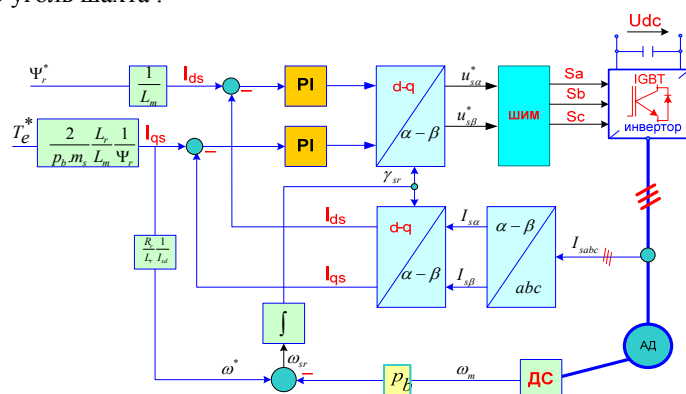 уголь шахта .
Udc
Ψr* 1/Lm Ids − PI d-q usα* Sa IGBT
usβ* ШИМ Sb
Te* 2/(pb.ms) Lr/Lm 1/Ψr Iqs − PI α − β Sc инвертор
γsr
Ids d-q Isα α − β Isabc
Rr/Lr 1/Isd
Iqs α − β Isβ abc
∫
АД
ω* ωsr − pb ωm ДС